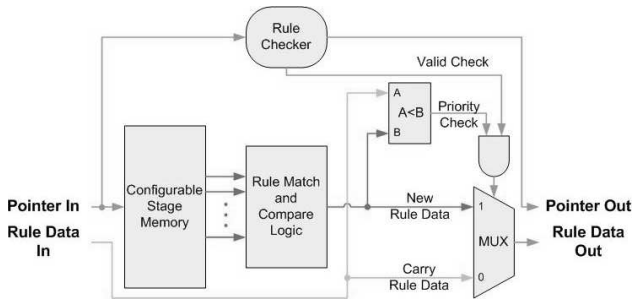 Rule
Checker
Valid Check
A
A<B
B
Priority
Check
Configurable
Stage
Memory
Rule Match
and
Compare
Logic
Pointer In
Rule Data
In
New
Rule Data
1
MUX
0
Carry
Rule Data
Pointer Out
Rule Data
Out